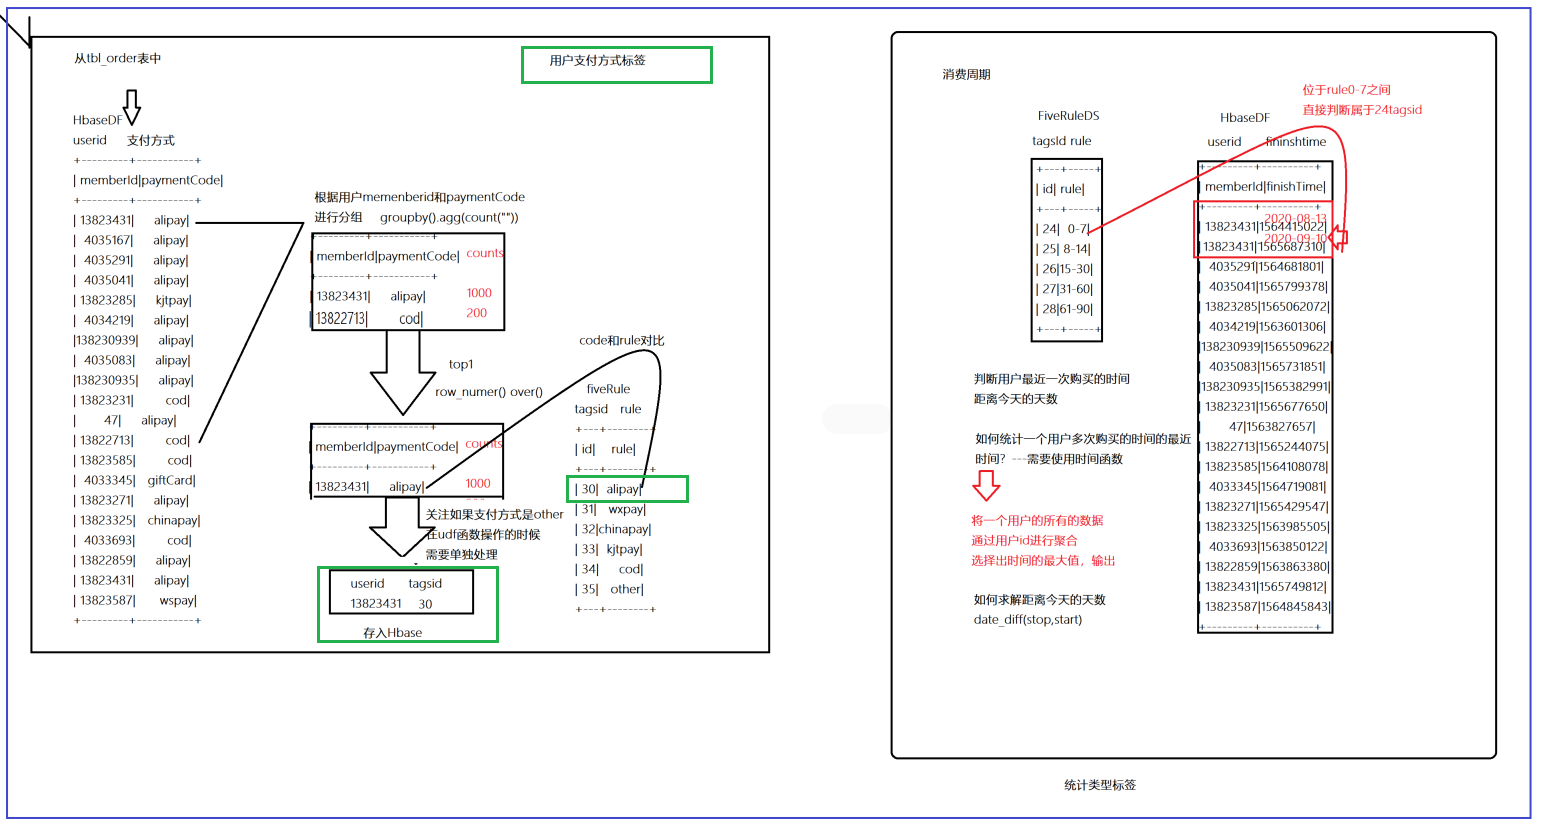 从tbl_order表中
用户支付方式标签
HbaseDF
userid 支付方式
+---------+-----------+
| memberId|paymentCode|
+---------+-----------+
| 13823431| alipay|
| 4035167| alipay|
| 4035291| alipay|
| 4035041| alipay|
| 13823285| kjtpay|
| 4034219| alipay|
|138230939| alipay|
| 4035083| alipay|
|138230935| alipay|
| 13823231| cod|
| 47| alipay|
| 13822713| cod|
| 13823585| cod|
| 4033345| giftCard|
| 13823271| alipay|
| 13823325| chinapay|
| 4033693| cod|
| 13822859| alipay|
| 13823431| alipay|
| 13823587| wspay|
+---------+-----------+
根据用户memenberid和paymentCode
进行分组 groupby().agg(count(""))
+---------+-----------+
| memberId|paymentCode| counts
+---------+-----------+
| 13823431| alipay| 1000
| 13822713| cod| 200
top1
row_numer() over()
+---------+-----------+
| memberId|paymentCode| counts
+---------+-----------+
| 13823431| alipay| 1000
关注如果支付方式是other
在udf函数操作的时候
需要单独处理
userid tagsid
13823431 30
存入Hbase
code和rule对比
fiveRule
tagsid rule
+---+--------+
| id| rule|
+---+--------+
| 30| alipay|
| 31| wxpay|
| 32|chinapay|
| 33| kjtpay|
| 34| cod|
| 35| other|
+---+--------+
消费周期
位于rule0-7之间
直接判断属于24tagsid
FiveRuleDS
tagsId rule
+---+-----+
| id| rule|
+---+-----+
| 24| 0-7|
| 25| 8-14|
| 26|15-30|
| 27|31-60|
| 28|61-90|
+---+-----+
HbaseDF
userid fininshtime
+---------+----------+
| memberId|finishTime|
+---------+----------+
2020-08-13
| 13823431|1564415022|
2020-09-10
| 13823431|1565687310|
| 4035291|1564681801|
| 4035041|1565799378|
| 13823285|1565062072|
| 4034219|1563601306|
|138230939|1565509622|
| 4035083|1565731851|
|138230935|1565382991|
| 13823231|1565677650|
| 47|1563827657|
| 13822713|1565244075|
| 13823585|1564108078|
| 4033345|1564719081|
| 13823271|1565429547|
| 13823325|1563985505|
| 4033693|1563850122|
| 13822859|1563863380|
| 13823431|1565749812|
| 13823587|1564845843|
+---------+----------+
判断用户最近一次购买的时间
距离今天的天数
如何统计一个用户多次购买的时间的最近
时间？---需要使用时间函数
将一个用户的所有的数据
通过用户id进行聚合
选择出时间的最大值，输出
如何求解距离今天的天数
date_diff(stop,start)
统计类型标签